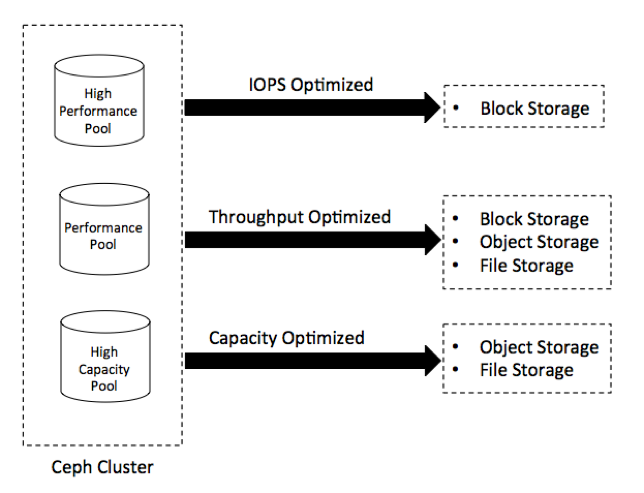 High
Performance
Pool
IOPS Optimized
• Block Storage
Performance
Pool
Throughput Optimized
• Block Storage
• Object Storage
• File Storage
High
Capacity
Pool
Capacity Optimized
• Object Storage
• File Storage
Ceph Cluster